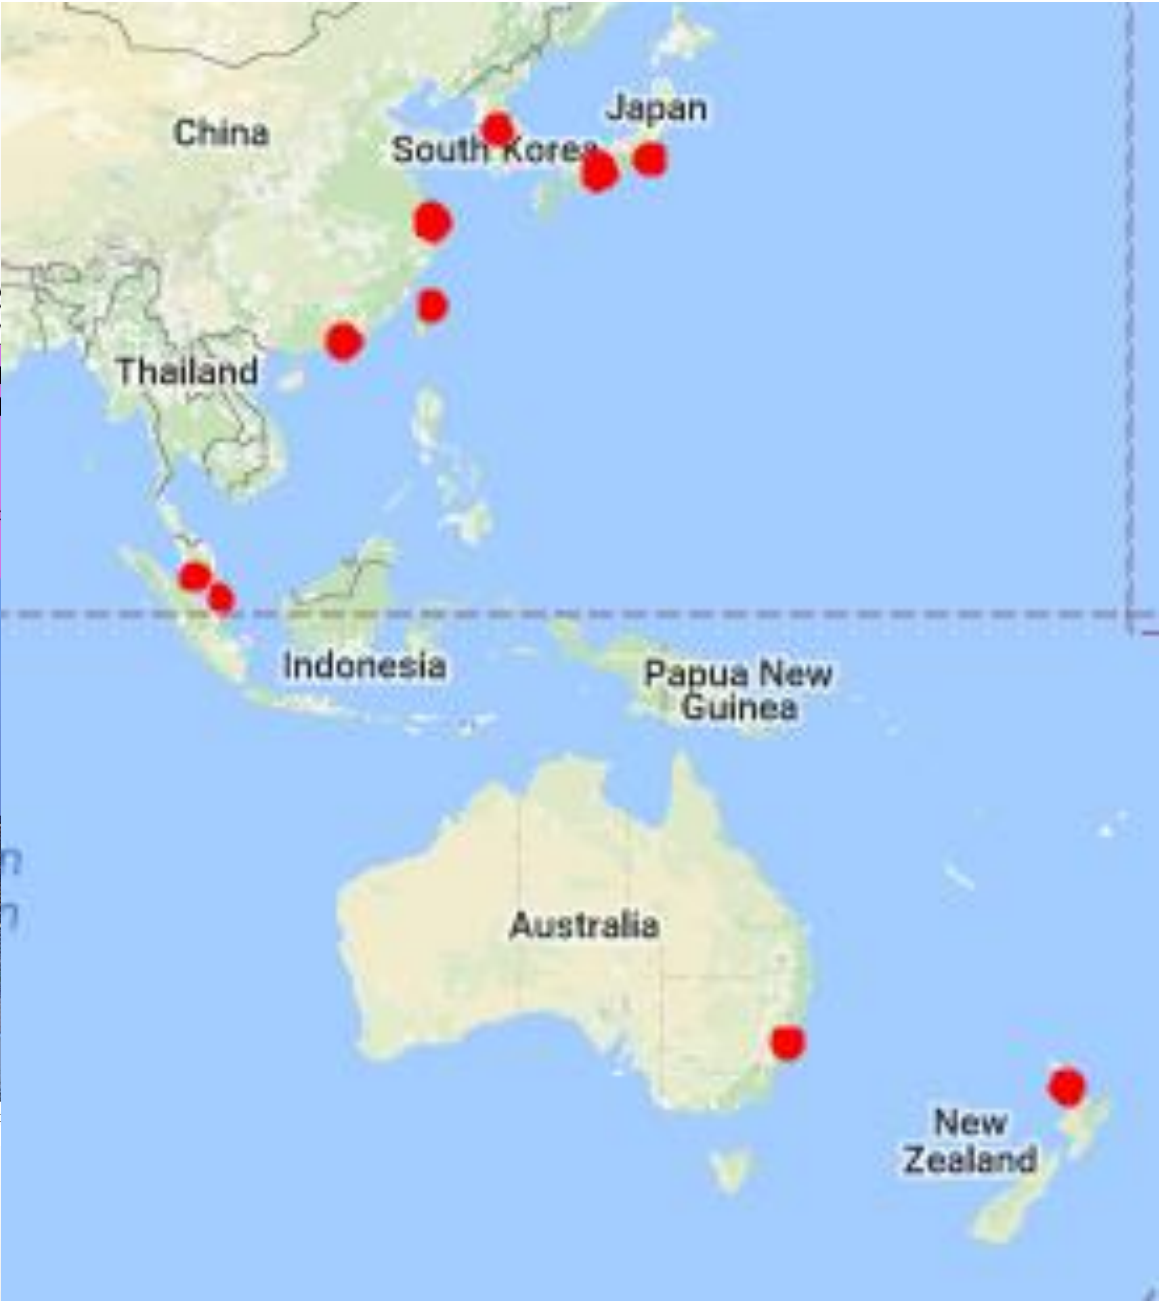 Japan
China
South Korea
Thailand
Indonesia
Papua New
Guinea
Australia
New
Zealand